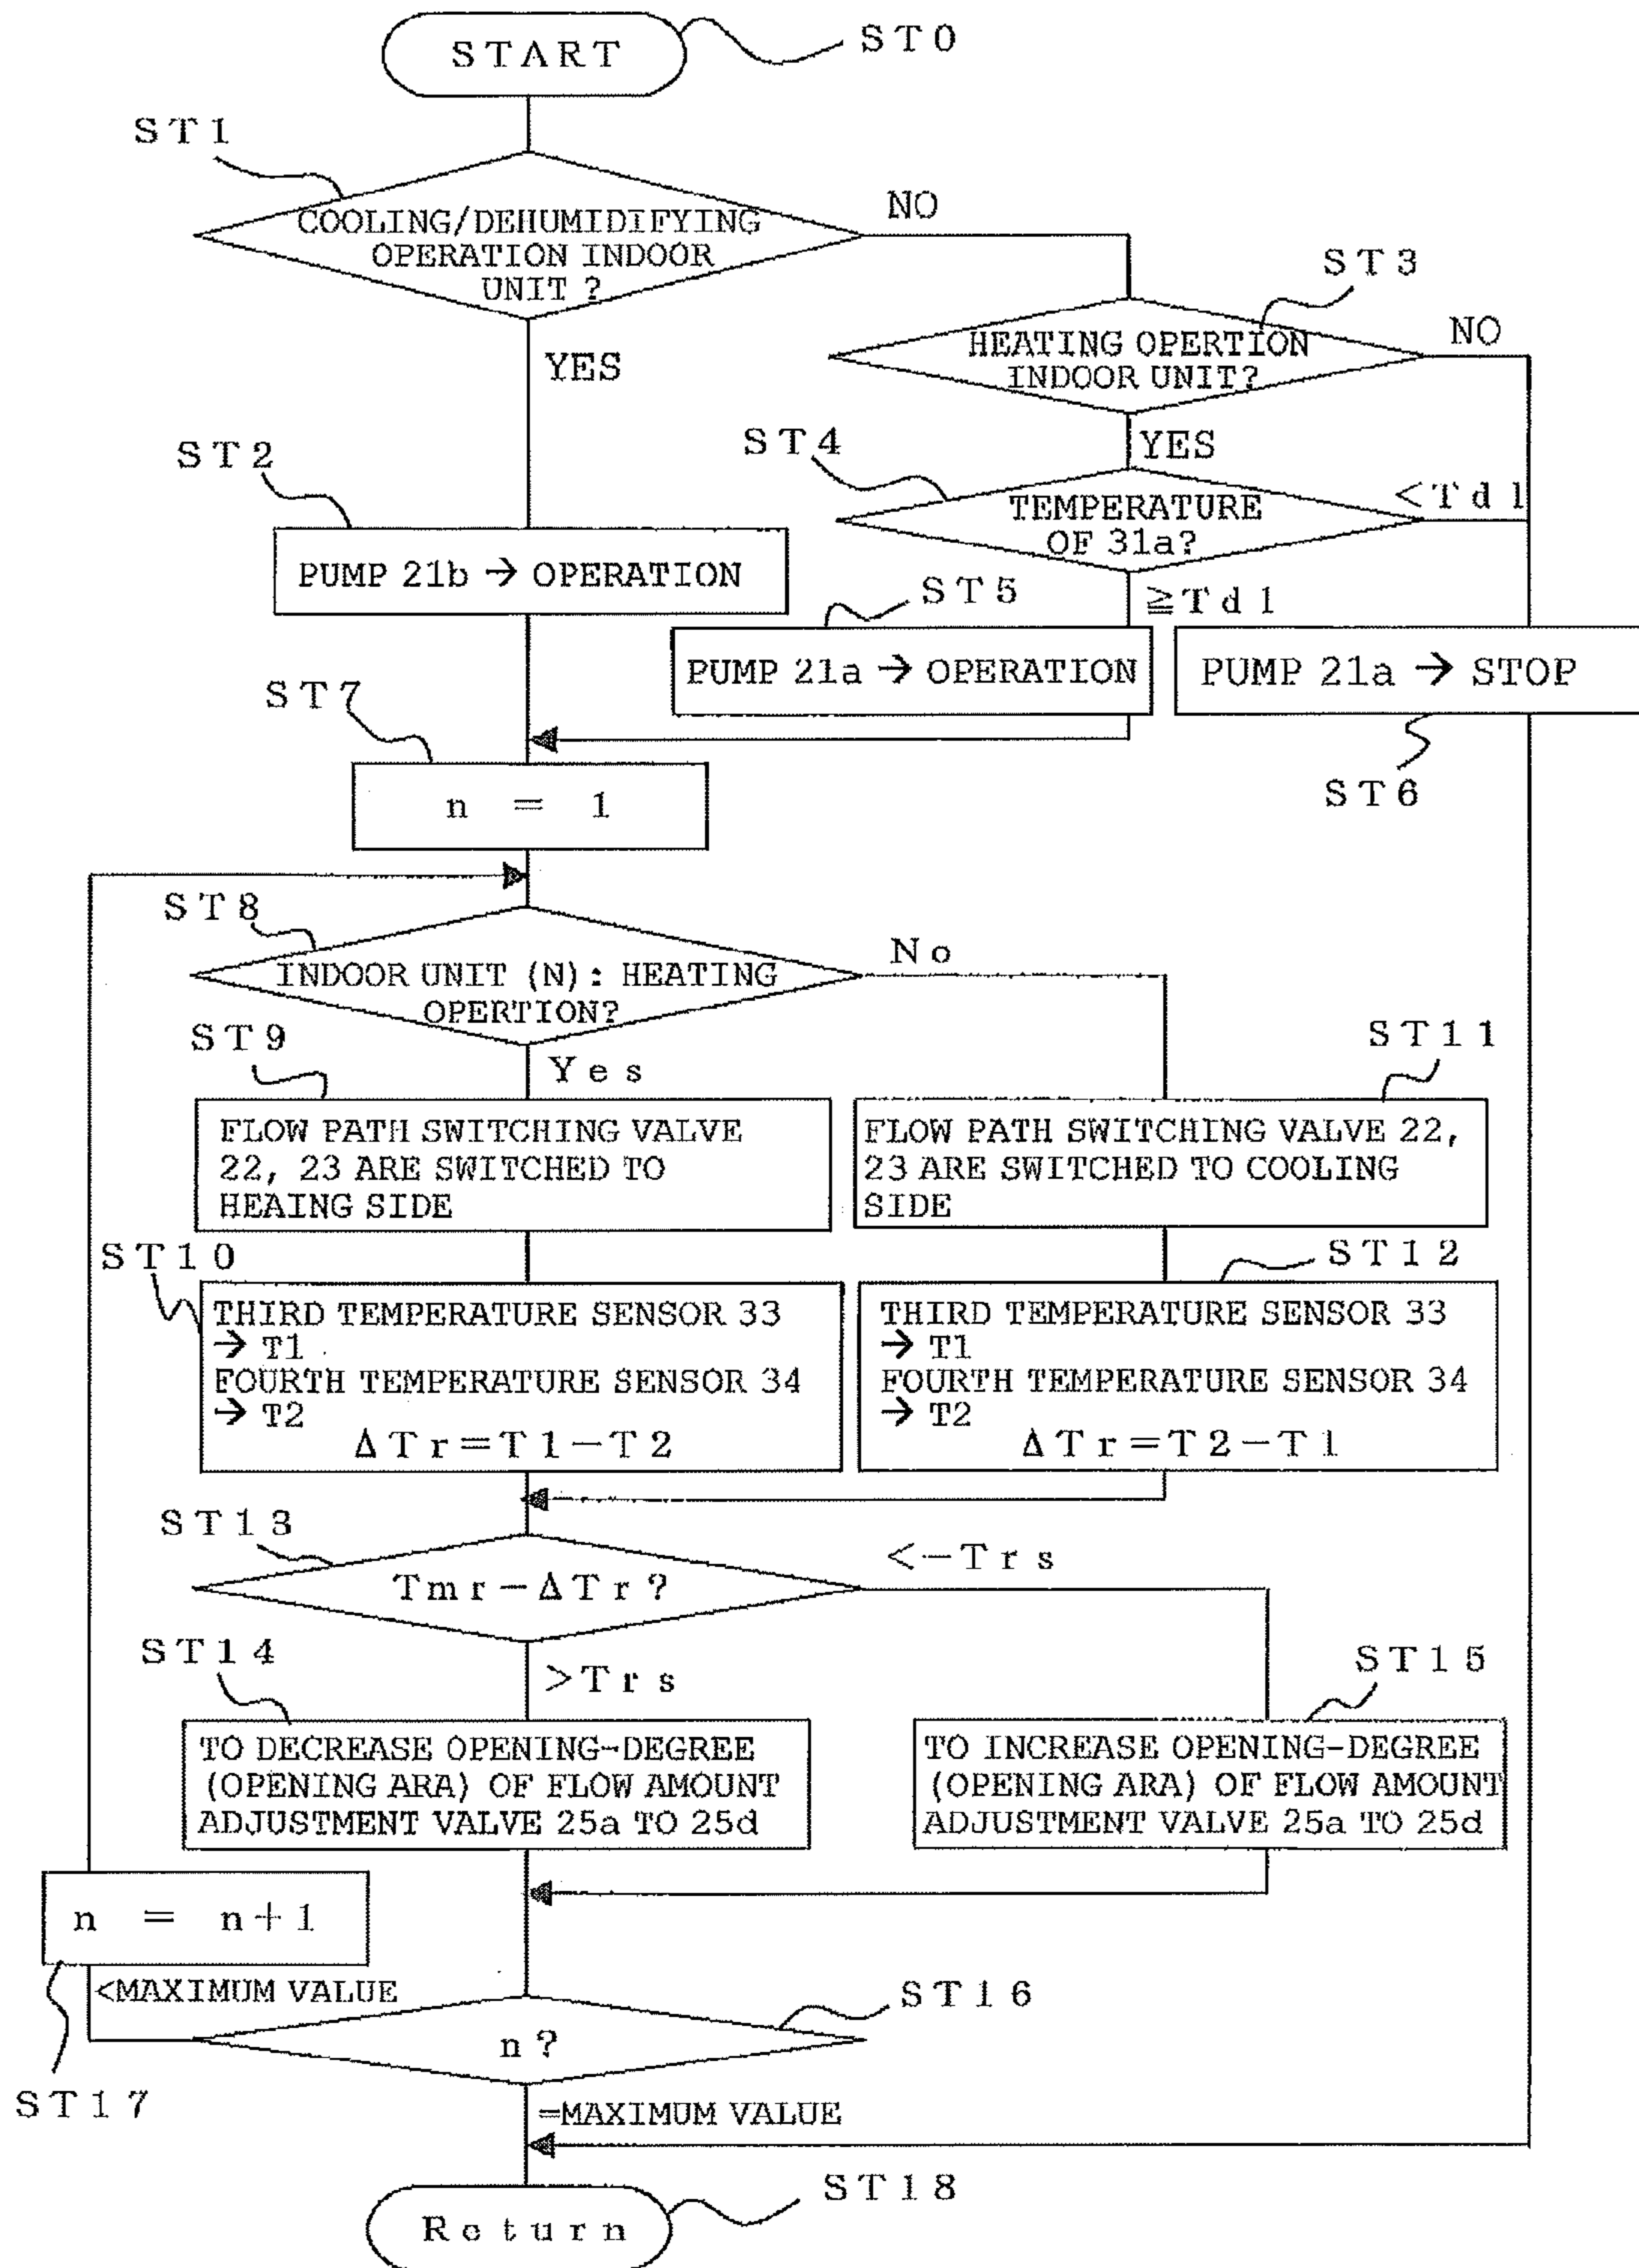 START
ST0
ST1
COOLING/DEHUMIDIFYING
OPERATION INDOOR
UNIT ?
NO
YES
ST3
HEATING OPERTION
INDOOR UNIT?
NO
YES
ST2
PUMP 21b → OPERATION
ST4
TEMPERATURE
OF 31a?
<Td1
≧Td1
ST5
PUMP 21a → OPERATION
PUMP 21a → STOP
ST6
ST7
n = 1
ST8
INDOOR UNIT (N): HEATING
OPERTION?
No
Yes
ST9
FLOW PATH SWITCHING VALVE
22, 23 ARE SWITCHED TO
HEAING SIDE
ST11
FLOW PATH SWITCHING VALVE 22,
23 ARE SWITCHED TO COOLING
SIDE
ST10
THIRD TEMPERATURE SENSOR 33
→ T1
FOURTH TEMPERATURE SENSOR 34
→ T2
ΔTr=T1−T2
ST12
THIRD TEMPERATURE SENSOR 33
→ T1
FOURTH TEMPERATURE SENSOR 34
→ T2
ΔTr=T2−T1
ST13
Tmr−ΔTr?
<−Trs
>Trs
ST14
TO DECREASE OPENING-DEGREE
(OPENING ARA) OF FLOW AMOUNT
ADJUSTMENT VALVE 25a TO 25d
ST15
TO INCREASE OPENING-DEGREE
(OPENING ARA) OF FLOW AMOUNT
ADJUSTMENT VALVE 25a TO 25d
n = n+1
<MAXIMUM VALUE
ST17
ST16
n?
=MAXIMUM VALUE
ST18
Return